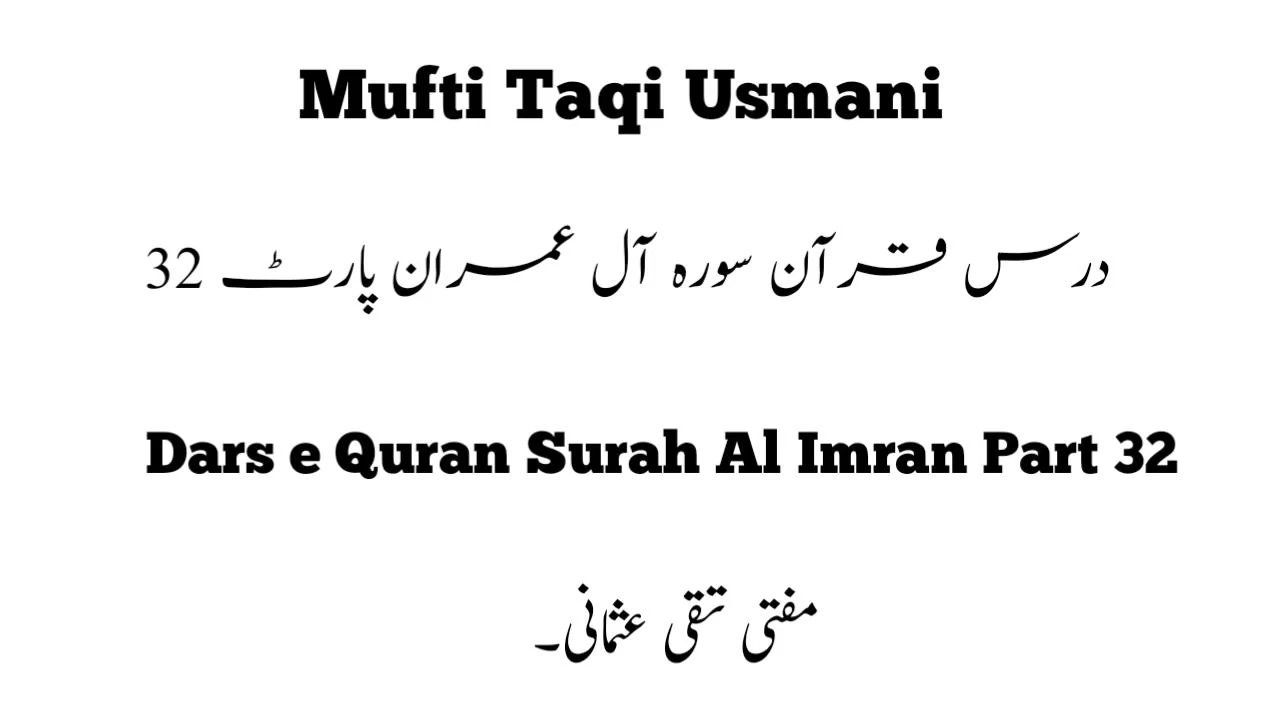 Mufti Taqi Usmani
درس قرآن سورہ آل عمران پارٹ 32
Dars e Quran Surah Al Imran Part 32
مفتی تقی عثمانی۔